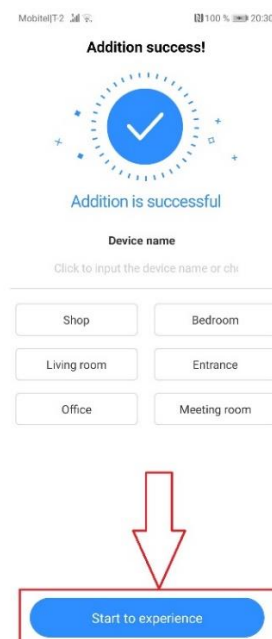 Mobitel|T-2 100 % 20:30
Addition success!
Addition is successful
Device name
Click to input the device name or ch
Shop Bedroom
Living room Entrance
Office Meeting room
Start to experience